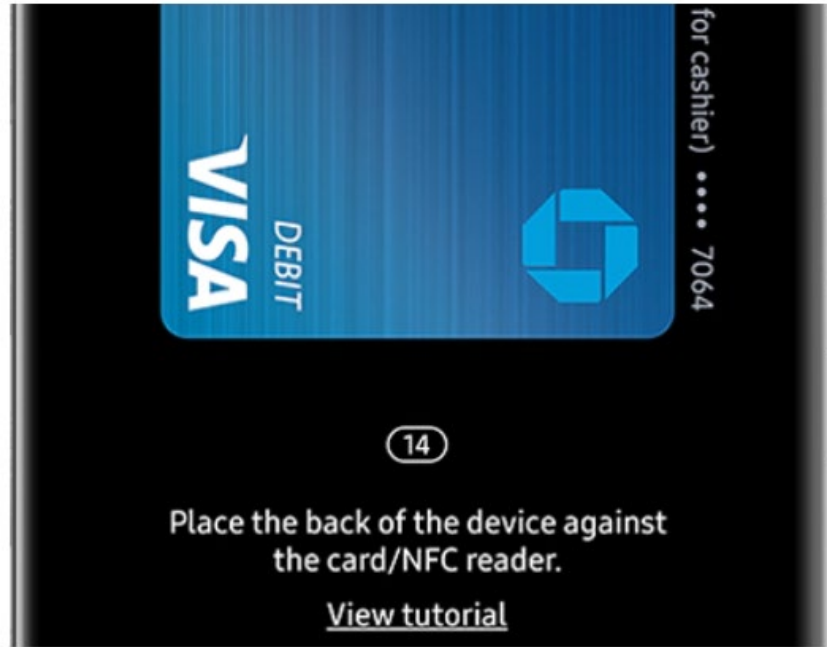 for cashier) •••• 7064
VISA
DEBIT
14
Place the back of the device against
the card/NFC reader.
View tutorial